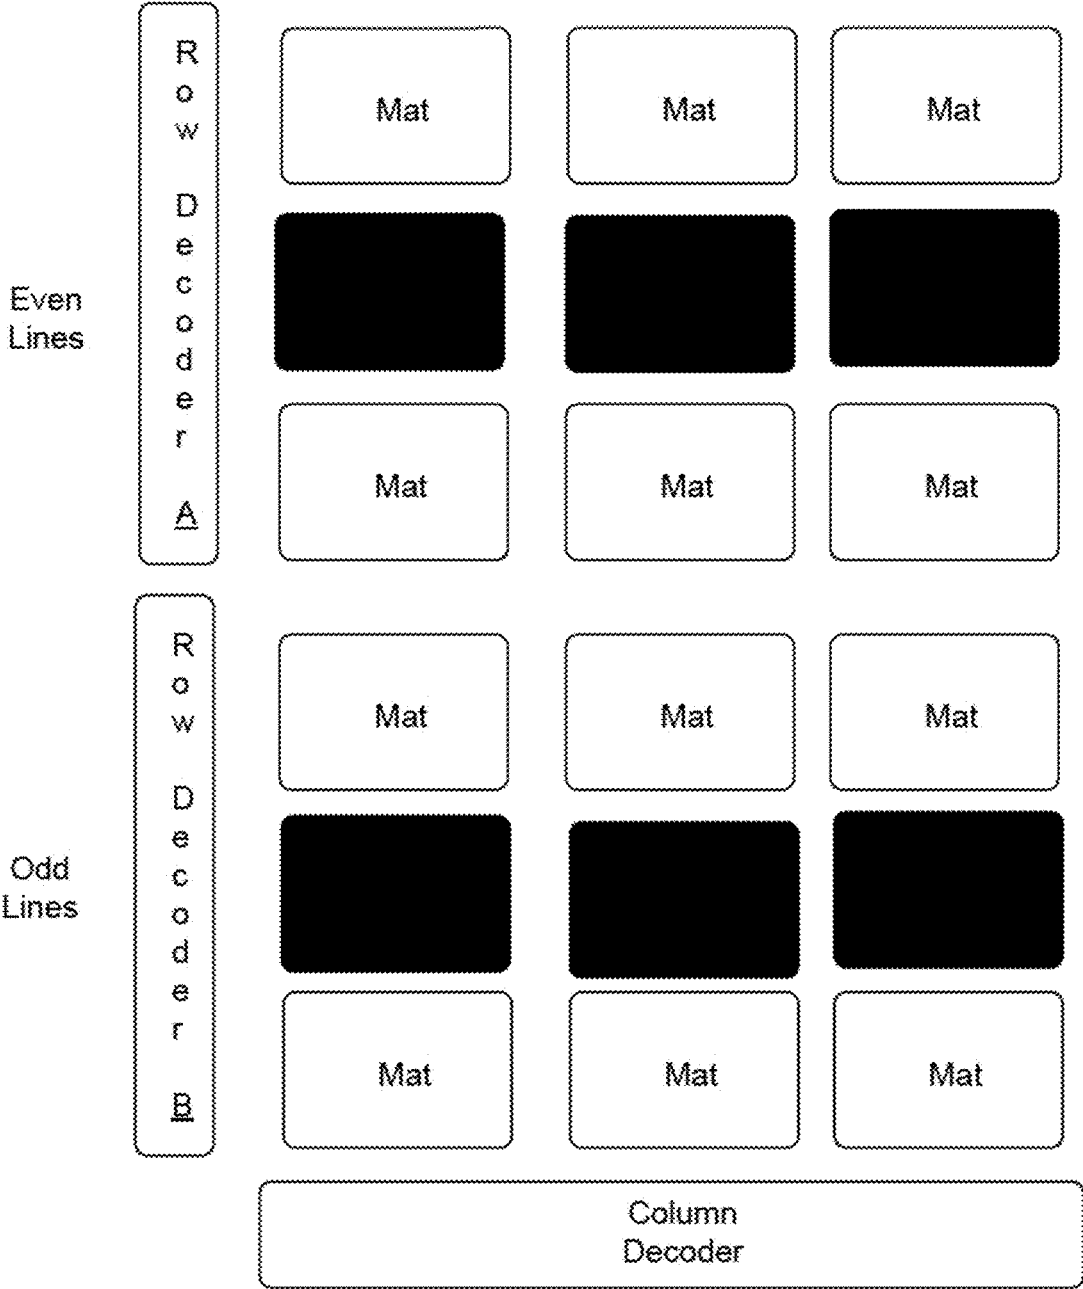 Row Decoder A
Mat Mat Mat
Even
Lines
Mat Mat Mat
Row Decoder B
Mat Mat Mat
Odd
Lines
Mat Mat Mat
Column
Decoder